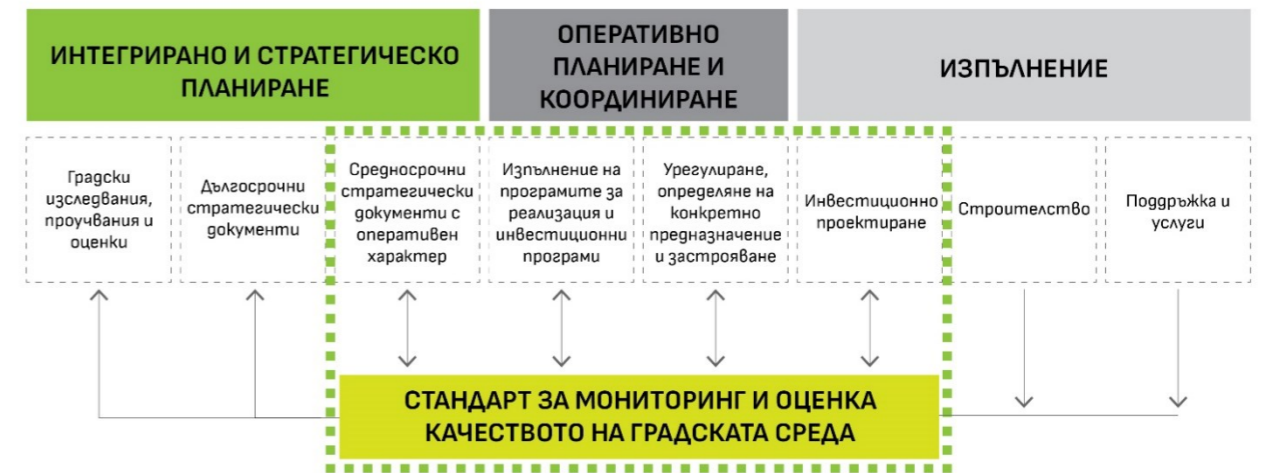 ИНТЕГРИРАНО И СТРАТЕГИЧЕСКО
ПЛАНИРАНЕ
ОПЕРАТИВНО
ПЛАНИРАНЕ И
КООРДИНИРАНЕ
ИЗПЪЛНЕНИЕ
Градски
изследвания,
проучвания и
оценки
Дългосрочни
стратегически
документи
Средносрочни
стратегически
документи с
оперативен
характер
Изпълнение на
програмите за
реализация и
инвестиционни
програми
Урегулиране,
определяне на
конкретно
предназначение
и застрояване
Инвестиционно
проектиране
Строителство
Поддръжка и
услуги
СТАНДАРТ ЗА МОНИТОРИНГ И ОЦЕНКА
КАЧЕСТВОТО НА ГРАДСКАТА СРЕДА